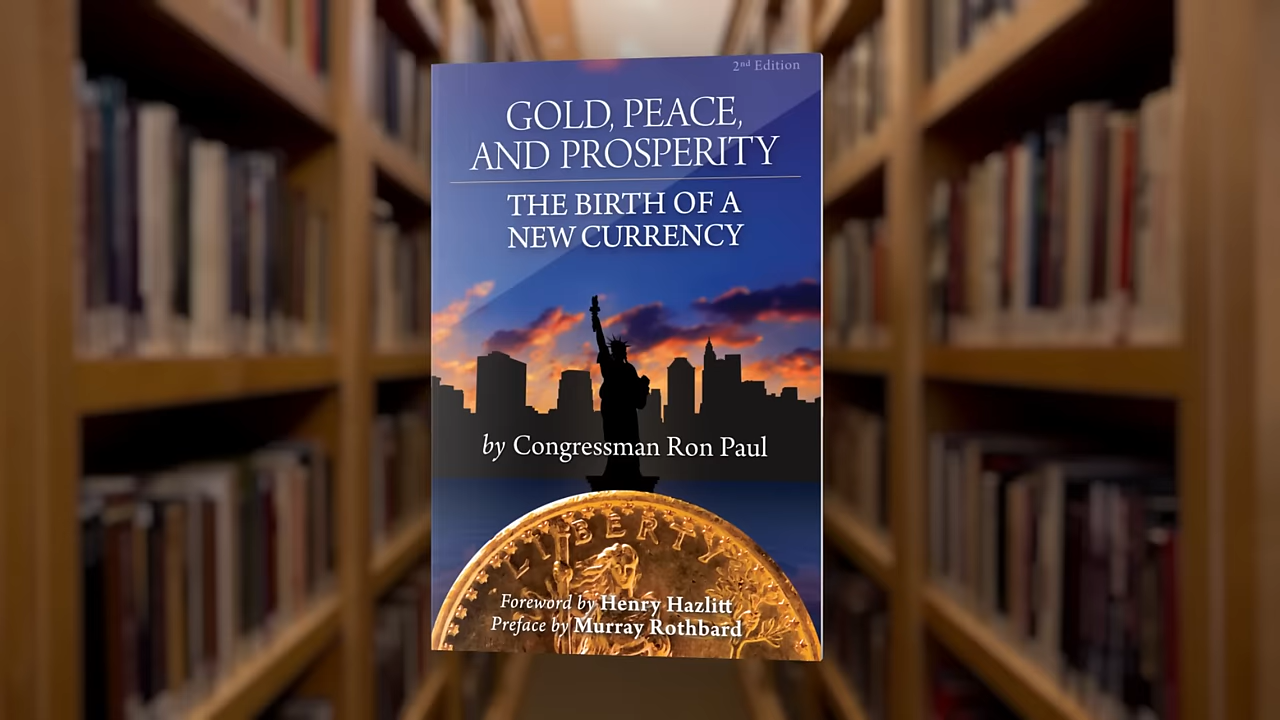 2nd Edition
GOLD, PEACE,
AND PROSPERITY
THE BIRTH OF A
NEW CURRENCY
by Congressman Ron Paul
LIBERTY
Foreword by Henry Hazlitt
Preface by Murray Rothbard